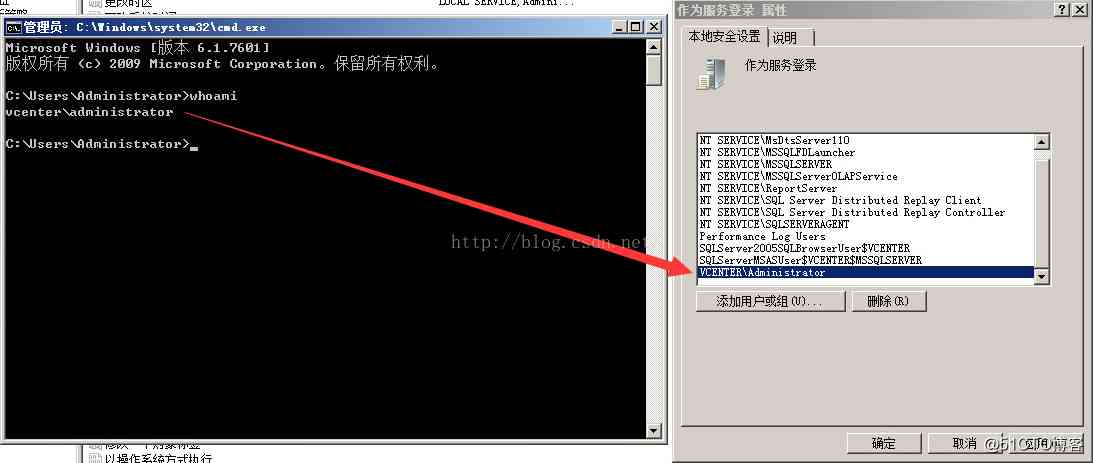 更改时区
LOCAL SERVICE,Admini...
管理员: C:\Windows\system32\cmd.exe
Microsoft Windows [版本 6.1.7601]
版权所有 (c) 2009 Microsoft Corporation。保留所有权利。
C:\Users\Administrator>whoami
vcenter\administrator
C:\Users\Administrator>
http://blog.csdn.net
以操作系统方式执行
作为服务登录 属性
本地安全设置
说明
作为服务登录
NT SERVICE\MsDtsServer110
NT SERVICE\MSSQLFDLauncher
NT SERVICE\MSSQLSERVER
NT SERVICE\MSSQLServerOLAPService
NT SERVICE\ReportServer
NT SERVICE\SQL Server Distributed Replay Client
NT SERVICE\SQL Server Distributed Replay Controller
NT SERVICE\SQLSERVERAGENT
Performance Log Users
SQLServer2005SQLBrowserUser$VCENTER
SQLServerMSASUser$VCENTER$MSSQLSERVER
VCENTER\Administrator
添加用户或组(U)...
删除(R)
确定
取消
@51CTO博客